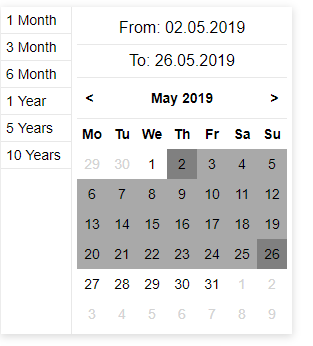 1 Month
3 Month
6 Month
1 Year
5 Years
10 Years
From: 02.05.2019
To: 26.05.2019
< May 2019 >
Mo Tu We Th Fr Sa Su
29 30 1 2 3 4 5
6 7 8 9 10 11 12
13 14 15 16 17 18 19
20 21 22 23 24 25 26
27 28 29 30 31 1 2
3 4 5 6 7 8 9